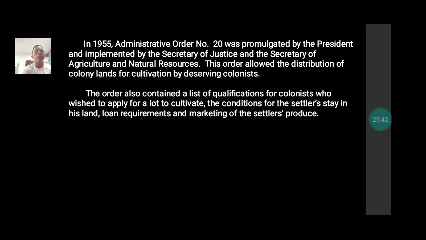 In 1955, Administrative Order No. 20 was promulgated by the President
and implemented by the Secretary of Justice and the Secretary of
Agriculture and Natural Resources. This order allowed the distribution of
colony lands for cultivation by deserving colonists.
The order also contained a list of qualifications for colonists who
wished to apply for a lot to cultivate, the conditions for the settler's stay in
his land, loan requirements and marketing of the settlers' produce.
29:42